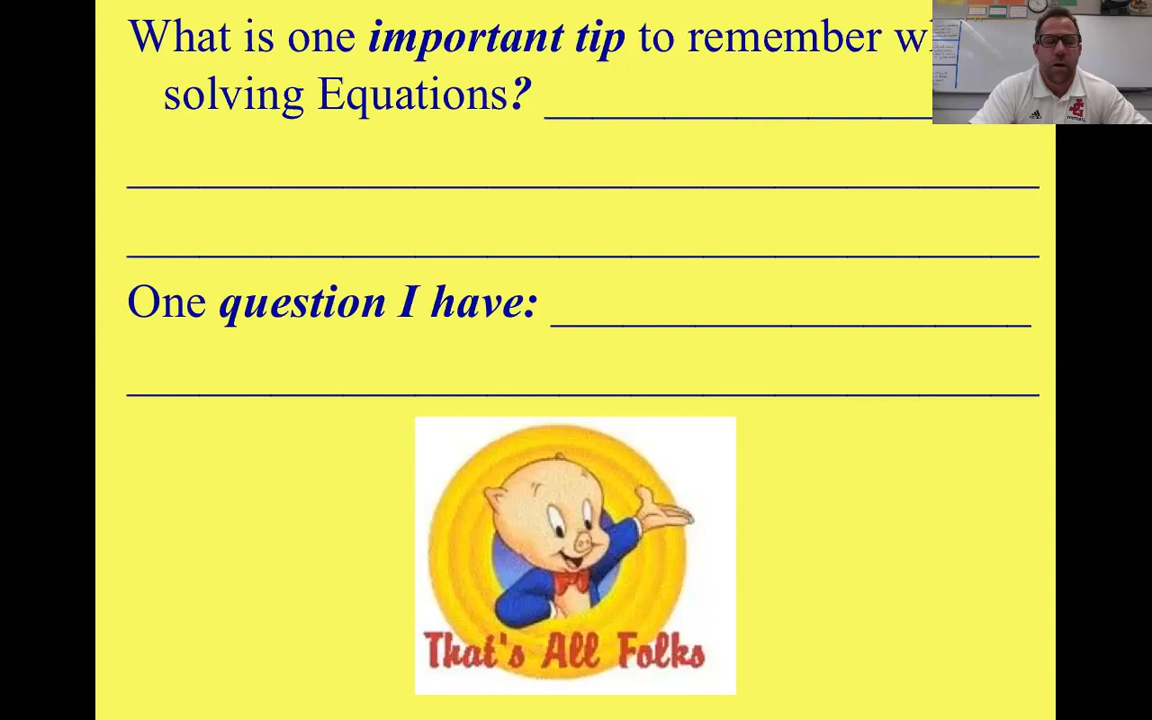 What is one important tip to remember
solving Equations? ____________________
______________________________________
______________________________________
One question I have: ____________________
______________________________________
That's All Folks